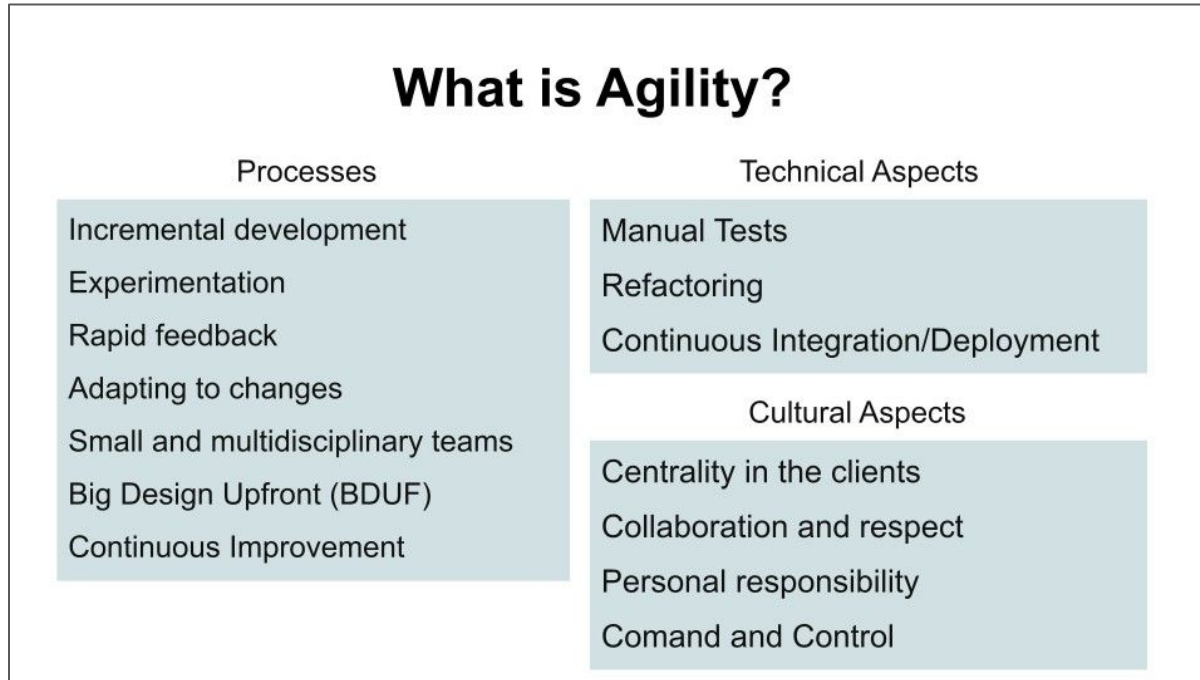 What is Agility?
Processes
Incremental development
Experimentation
Rapid feedback
Adapting to changes
Small and multidisciplinary teams
Big Design Upfront (BDUF)
Continuous Improvement
Technical Aspects
Manual Tests
Refactoring
Continuous Integration/Deployment
Cultural Aspects
Centrality in the clients
Collaboration and respect
Personal responsibility
Comand and Control